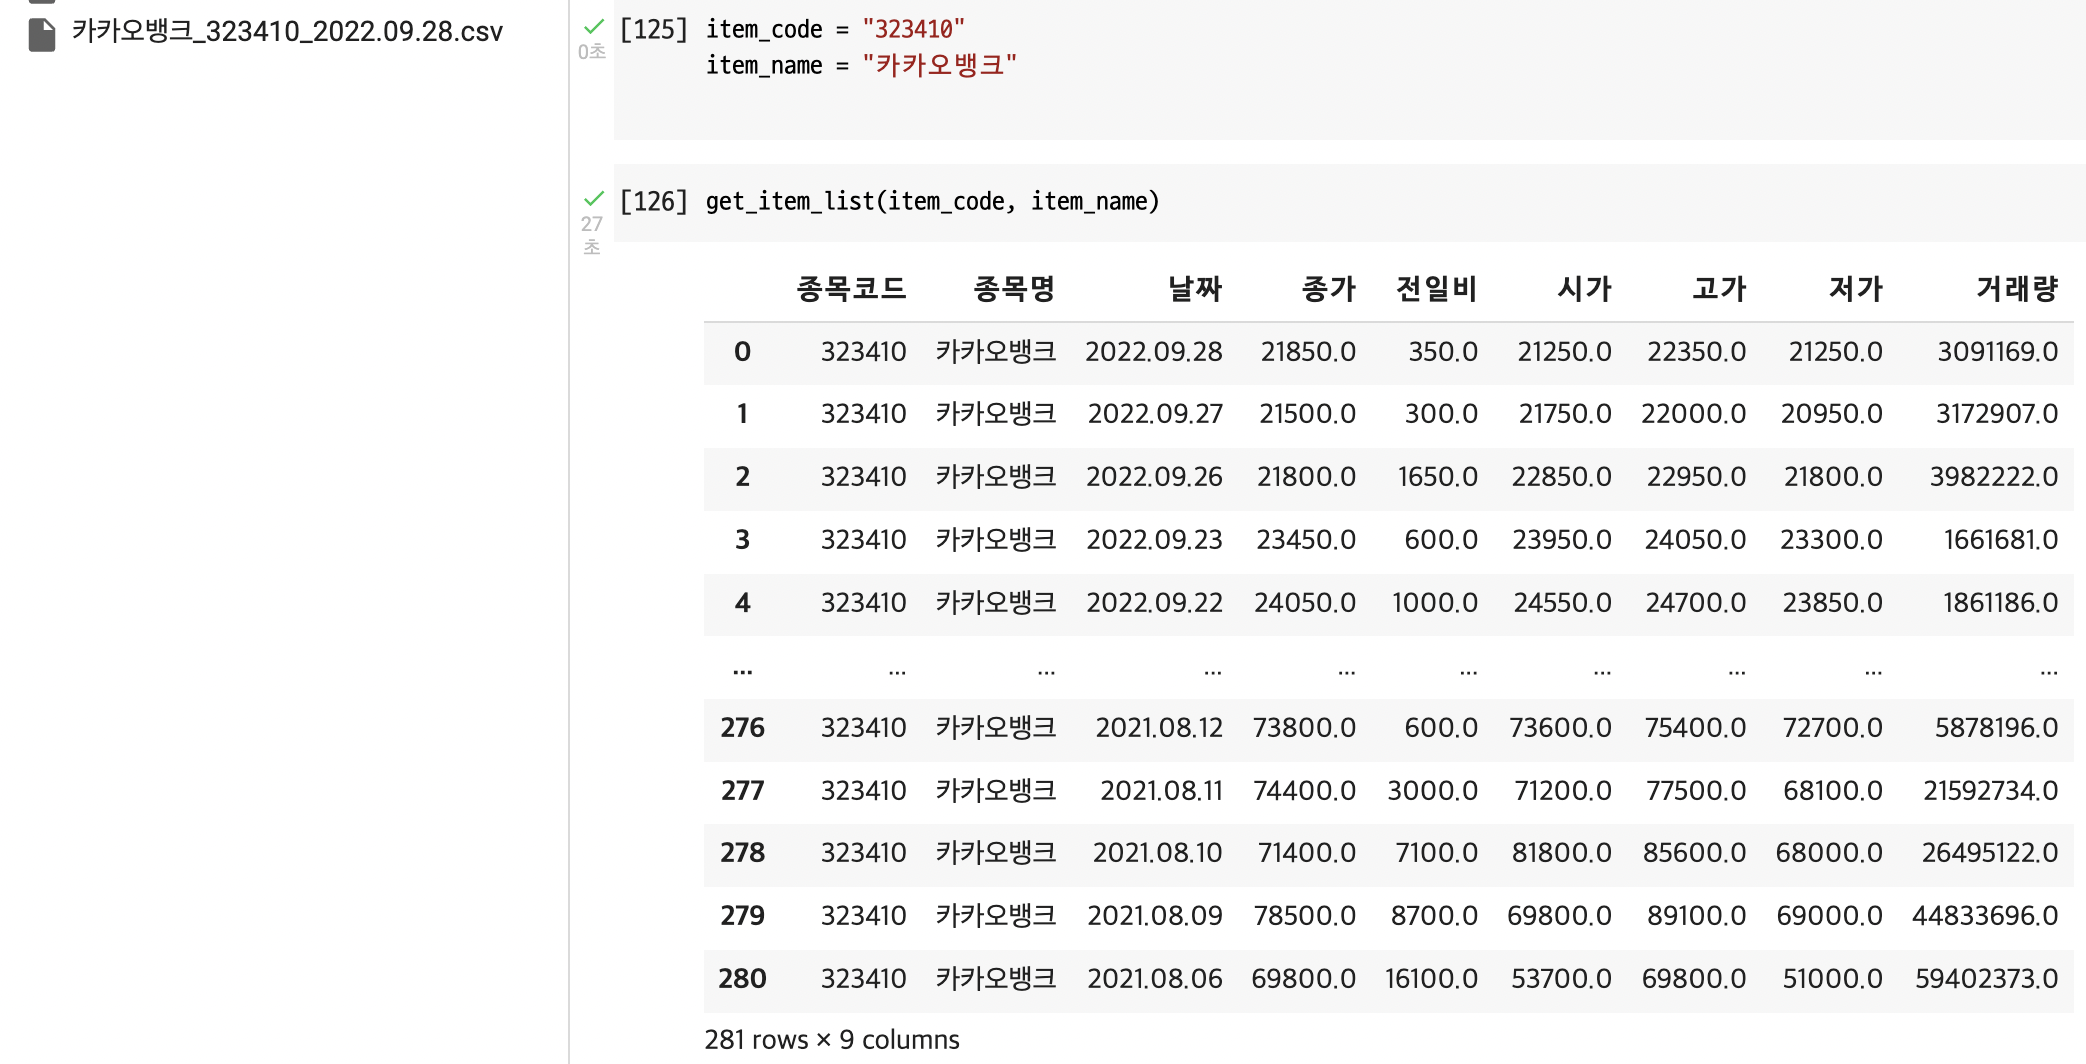 카카오뱅크_323410_2022.09.28.csv
0초
[125] item_code = "323410"
item_name = "카카오뱅크"
27
초
[126] get_item_list(item_code, item_name)
종목코드 종목명 날짜 종가 전일비 시가 고가 저가 거래량
0 323410 카카오뱅크 2022.09.28 21850.0 350.0 21250.0 22350.0 21250.0 3091169.0
1 323410 카카오뱅크 2022.09.27 21500.0 300.0 21750.0 22000.0 20950.0 3172907.0
2 323410 카카오뱅크 2022.09.26 21800.0 1650.0 22850.0 22950.0 21800.0 3982222.0
3 323410 카카오뱅크 2022.09.23 23450.0 600.0 23950.0 24050.0 23300.0 1661681.0
4 323410 카카오뱅크 2022.09.22 24050.0 1000.0 24550.0 24700.0 23850.0 1861186.0
... ... ... ... ... ... ... ... ... ...
276 323410 카카오뱅크 2021.08.12 73800.0 600.0 73600.0 75400.0 72700.0 5878196.0
277 323410 카카오뱅크 2021.08.11 74400.0 3000.0 71200.0 77500.0 68100.0 21592734.0
278 323410 카카오뱅크 2021.08.10 71400.0 7100.0 81800.0 85600.0 68000.0 26495122.0
279 323410 카카오뱅크 2021.08.09 78500.0 8700.0 69800.0 89100.0 69000.0 44833696.0
280 323410 카카오뱅크 2021.08.06 69800.0 16100.0 53700.0 69800.0 51000.0 59402373.0
281 rows × 9 columns